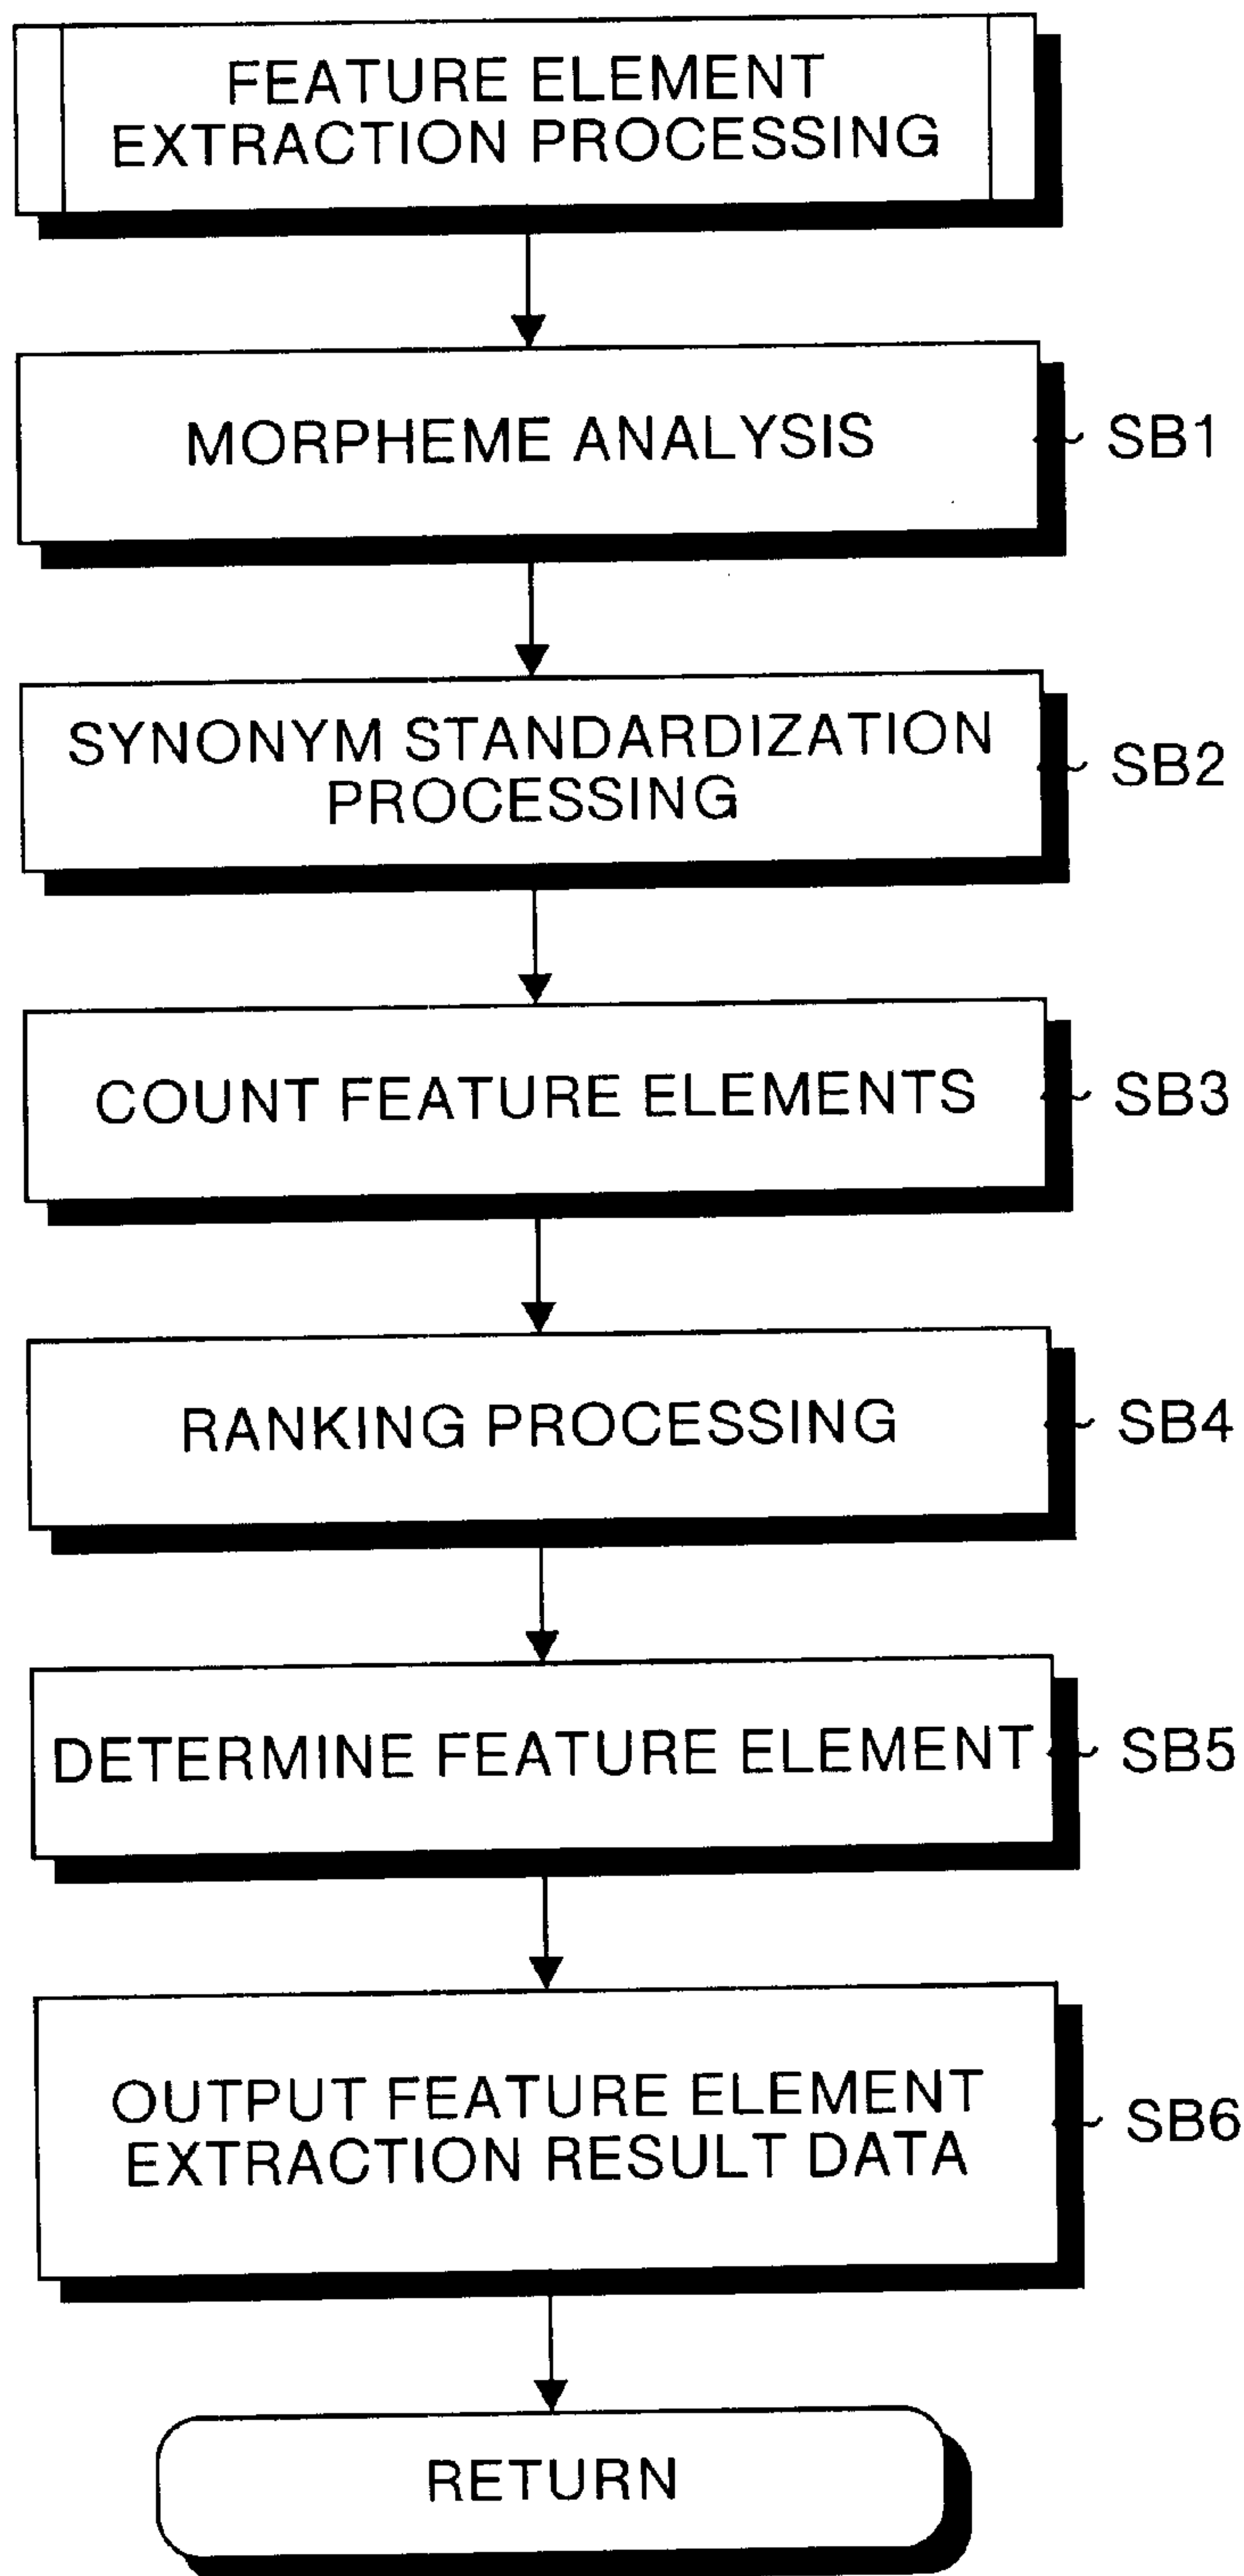 FEATURE ELEMENT
EXTRACTION PROCESSING
MORPHEME ANALYSIS
SB1
SYNONYM STANDARDIZATION
PROCESSING
SB2
COUNT FEATURE ELEMENTS
SB3
RANKING PROCESSING
SB4
DETERMINE FEATURE ELEMENT
SB5
OUTPUT FEATURE ELEMENT
EXTRACTION RESULT DATA
SB6
RETURN